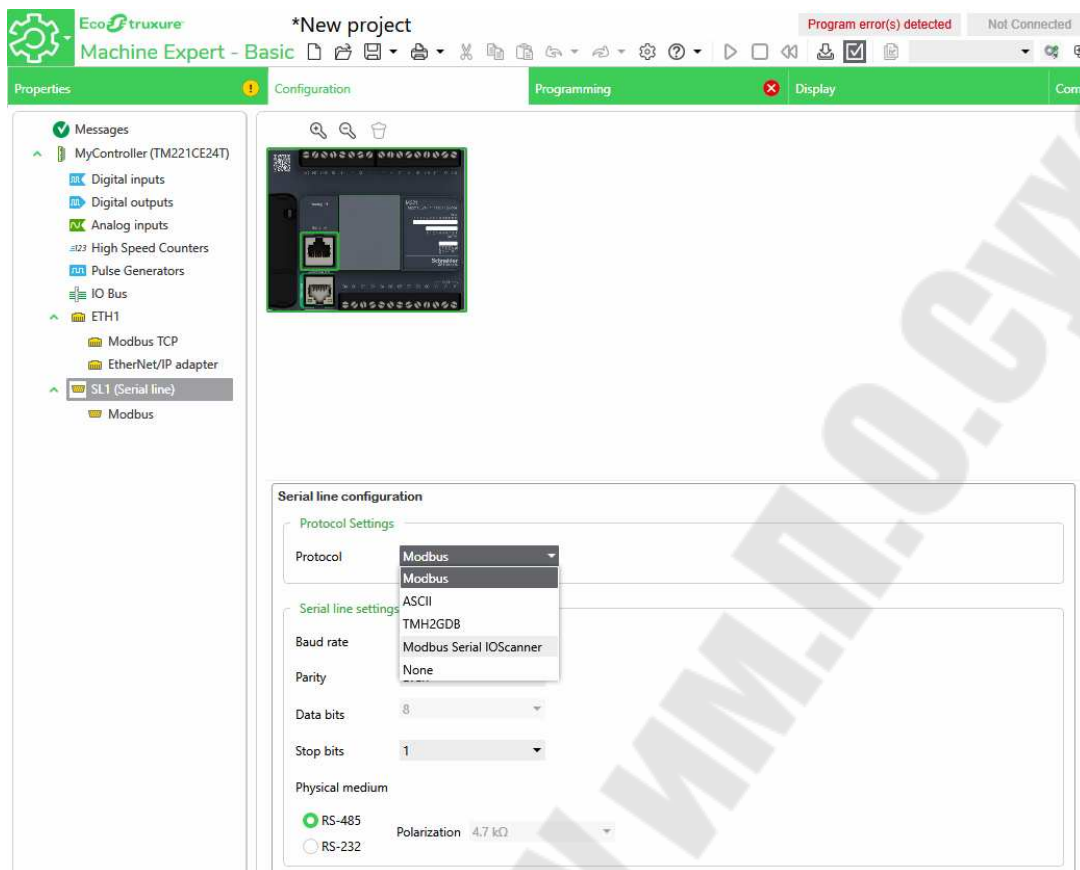 EcoStruxure *New project Program error(s) detected Not Connected
Machine Expert - Basic
Properties Configuration Programming Display Com
Messages
MyController (TM221CE24T)
Digital inputs
Digital outputs
Analog inputs
High Speed Counters
Pulse Generators
IO Bus
ETH1
Modbus TCP
EtherNet/IP adapter
SL1 (Serial line)
Modbus
Serial line configuration
Protocol Settings
Protocol Modbus
Modbus
ASCII
TMH2GDB
Modbus Serial IOScanner
None
Serial line settings
Baud rate
Parity
Data bits 8
Stop bits 1
Physical medium
RS-485
Polarization 4.7 kΩ
RS-232